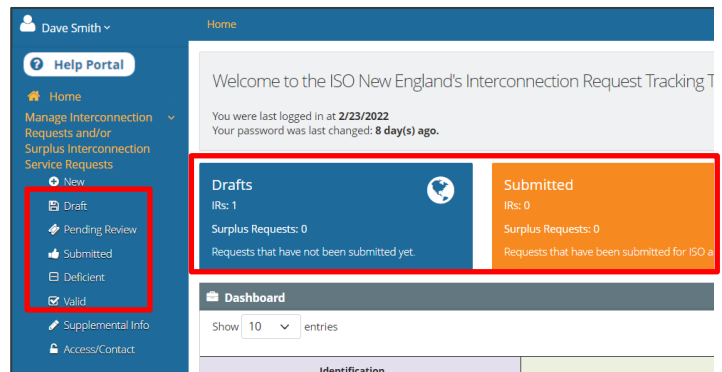 Dave Smith
Home
Help Portal
Home
Manage Interconnection
Requests and/or
Surplus Interconnection
Service Requests
New
Draft
Pending Review
Submitted
Deficient
Valid
Supplemental Info
Access/Contact
Welcome to the ISO New England's Interconnection Request Tracking T
You were last logged in at 2/23/2022
Your password was last changed: 8 day(s) ago.
Drafts
IRs: 1
Surplus Requests: 0
Requests that have not been submitted yet.
Submitted
IRs: 0
Surplus Requests: 0
Requests that have been submitted for ISO a
Dashboard
Show 10 entries
Identification